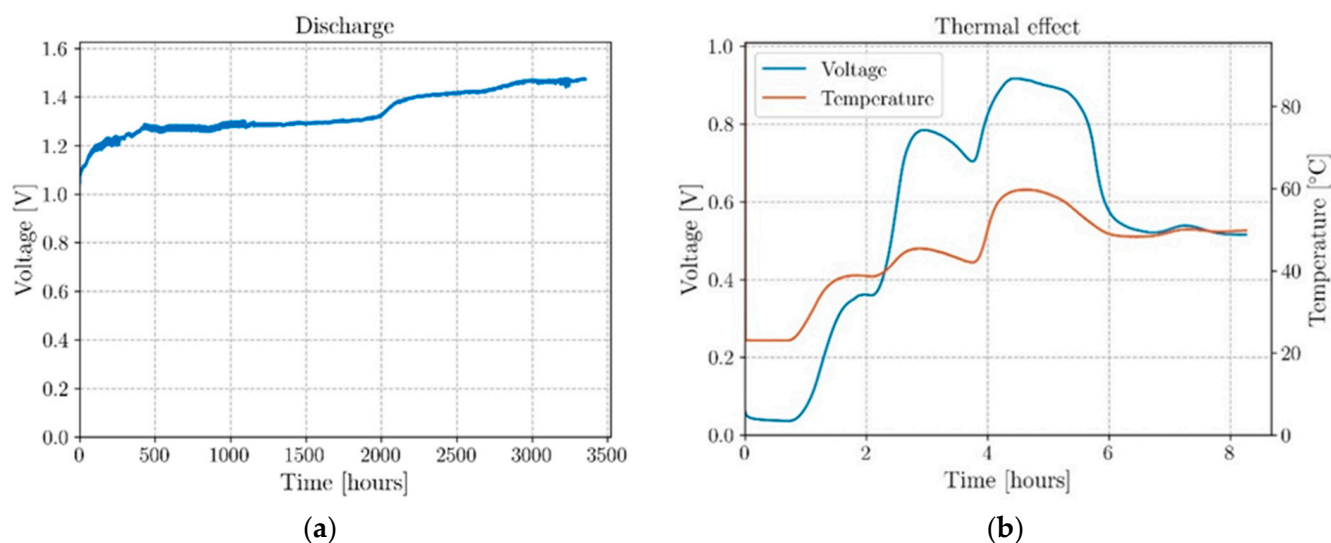 Discharge
1.6
1.4
1.2
1.0
0.8
0.6
0.4
0.2
0.0
Voltage [V]
0 500 1000 1500 2000 2500 3000 3500
Time [hours]
(a)
Thermal effect
Voltage
Temperature
1.0
0.8
0.6
0.4
0.2
0.0
Voltage [V]
80
60
40
20
0
Temperature [°C]
0 2 4 6 8
Time [hours]
(b)